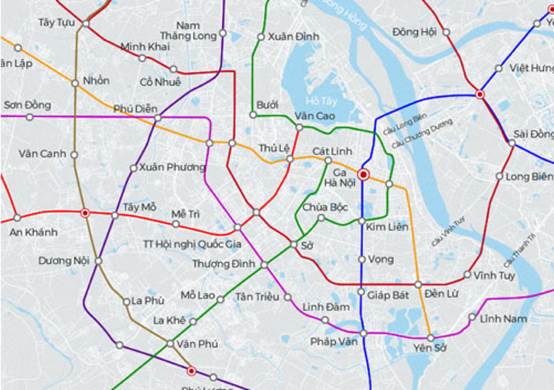 Tây Tựu
Nam
Thăng Long
Xuân Đỉnh
Sông Hồng
Đông Hội
Minh Khai
Cổ Nhuế
Nhổn
Việt Hưng
Hồ Tây
Sơn Đồng
Phú Diễn
Bưởi
Văn Cao
Cầu Long Biên
Cầu Chương Dương
Sài Đồng
Vân Canh
Xuân Phương
Thủ Lệ
Cát Linh
Ga
Hà Nội
Long Biên
Tây Mỗ
Mễ Trì
Chùa Bộc
Kim Liên
An Khánh
TT Hội nghị Quốc Gia
Sở
Cầu Vĩnh Tuy
Cầu Thanh Trì
Dương Nội
Thượng Đình
Vọng
Vĩnh Tuy
La Phù
Mỗ Lao
Tân Triều
Giáp Bát
Đền Lừ
La Khê
Linh Đàm
Lĩnh Nam
Văn Phú
Pháp Vân
Yên Sở